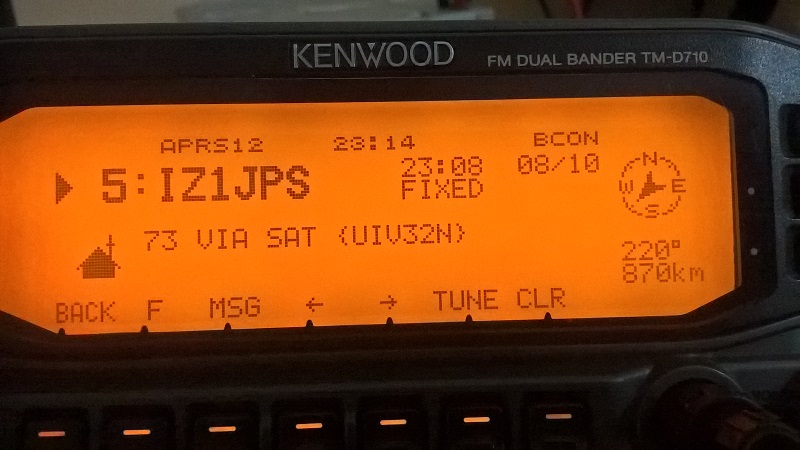 KENWOOD FM DUAL BANDER TM-D710
APRS12 23:14 BCON
5:IZ1JPS 23:08 08/10
FIXED
N
W E
S
73 VIA SAT (UIV32N)
220°
870km
BACK F MSG ← → TUNE CLR